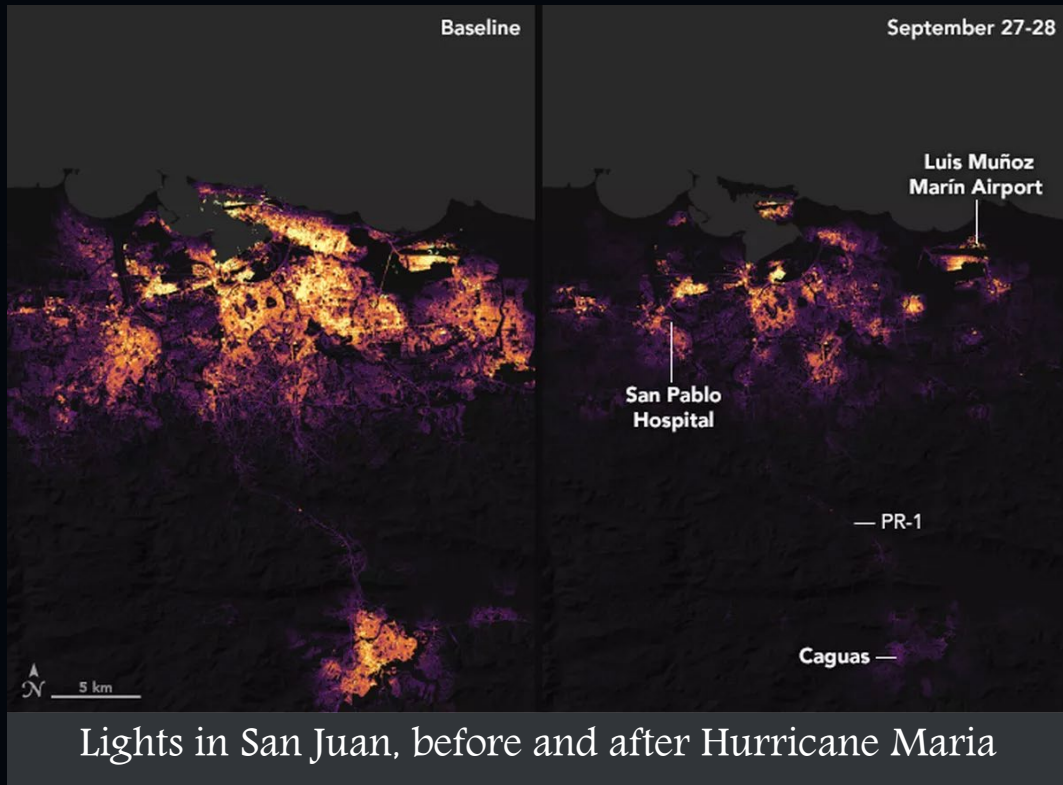 Baseline
September 27-28
Luis Muñoz
Marín Airport
San Pablo
Hospital
— PR-1
Caguas —
N
5 km
Lights in San Juan, before and after Hurricane Maria